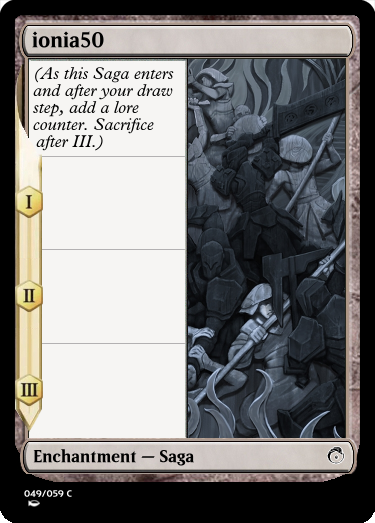 ionia50
(As this Saga enters
and after your draw
step, add a lore
counter. Sacrifice
after III.)
I
II
III
Enchantment — Saga
049/059 C